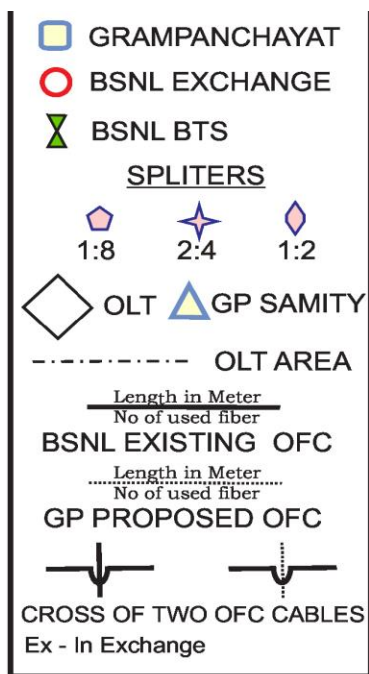 GRAMPANCHAYAT
BSNL EXCHANGE
BSNL BTS
SPLITERS
1:8 2:4 1:2
OLT GP SAMITY
OLT AREA
Length in Meter
No of used fiber
BSNL EXISTING OFC
Length in Meter
No of used fiber
GP PROPOSED OFC
CROSS OF TWO OFC CABLES
Ex - In Exchange